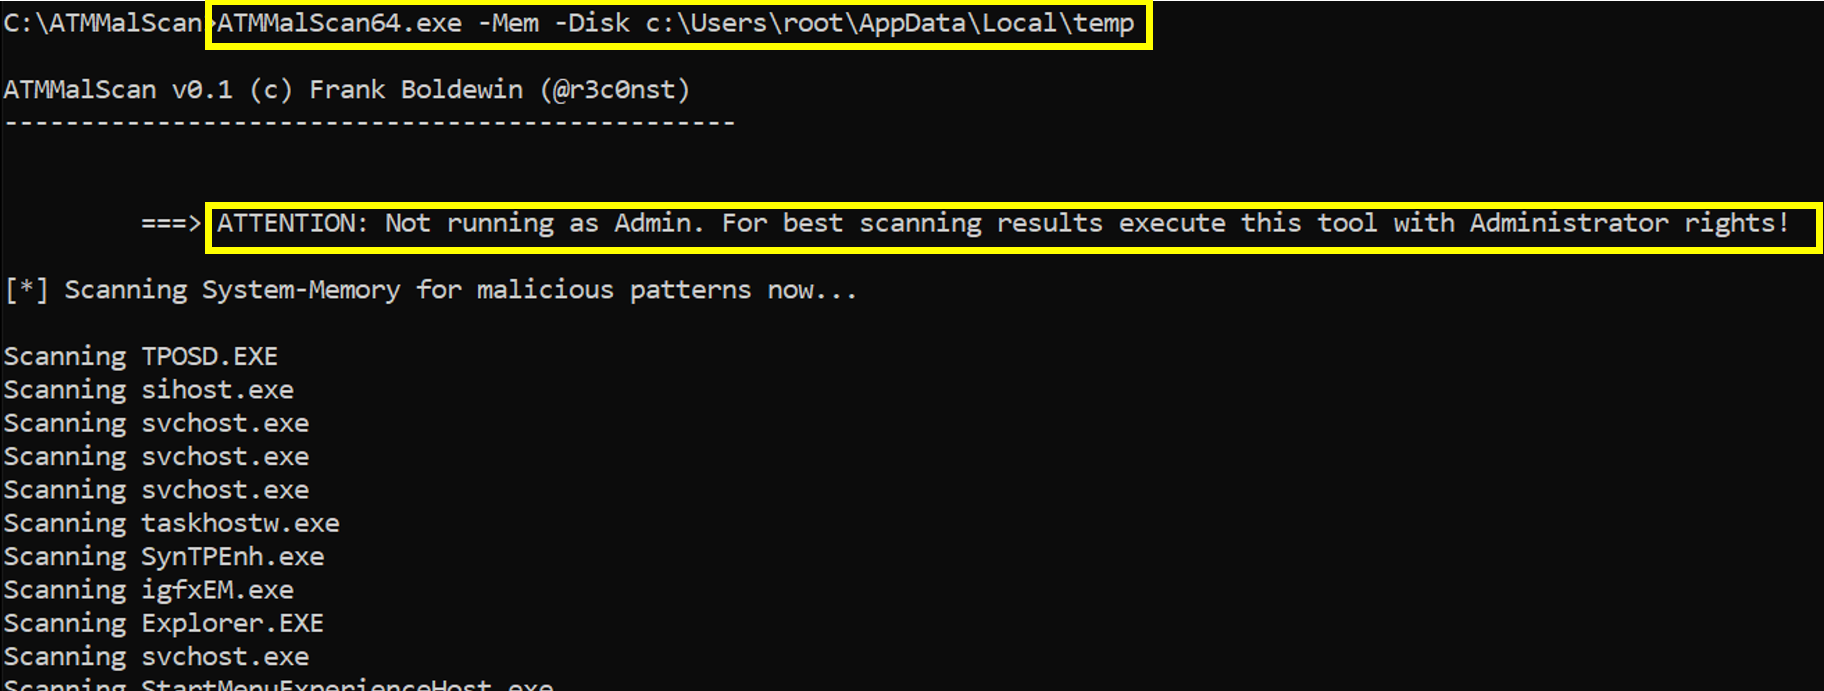 C:\ATMMalScan>ATMMalScan64.exe -Mem -Disk c:\Users\root\AppData\Local\temp
ATMMalScan v0.1 (c) Frank Boldewin (@r3c0nst)
------------------------------------------------
===> ATTENTION: Not running as Admin. For best scanning results execute this tool with Administrator rights!
[*] Scanning System-Memory for malicious patterns now...
Scanning TPOSD.EXE
Scanning sihost.exe
Scanning svchost.exe
Scanning svchost.exe
Scanning svchost.exe
Scanning taskhostw.exe
Scanning SynTPEnh.exe
Scanning igfxEM.exe
Scanning Explorer.EXE
Scanning svchost.exe
Scanning StartMenuExperienceHost.exe